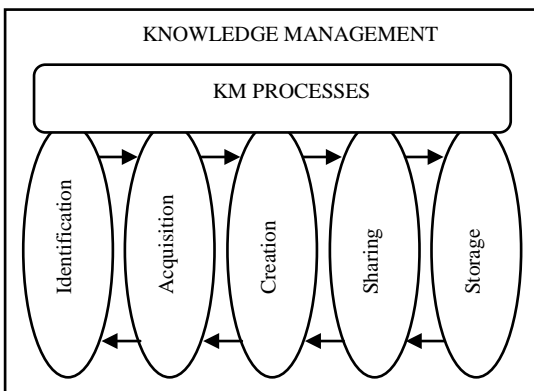 KNOWLEDGE MANAGEMENT
KM PROCESSES
Identification
Acquisition
Creation
Sharing
Storage